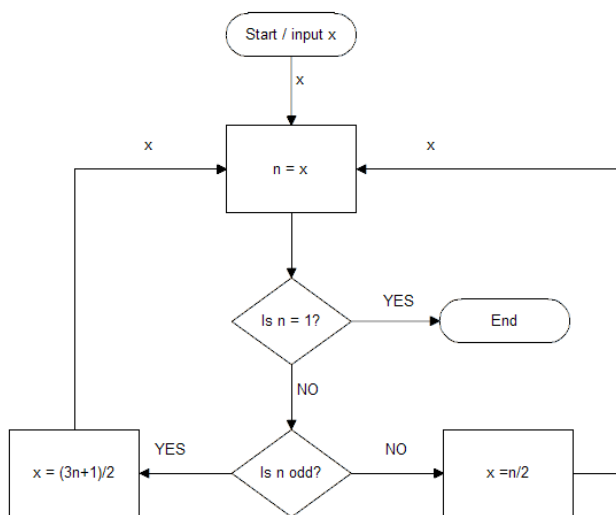 Start / input x
x
x
x
n = x
Is n = 1?
YES
End
NO
x = (3n+1)/2
YES
Is n odd?
NO
x =n/2